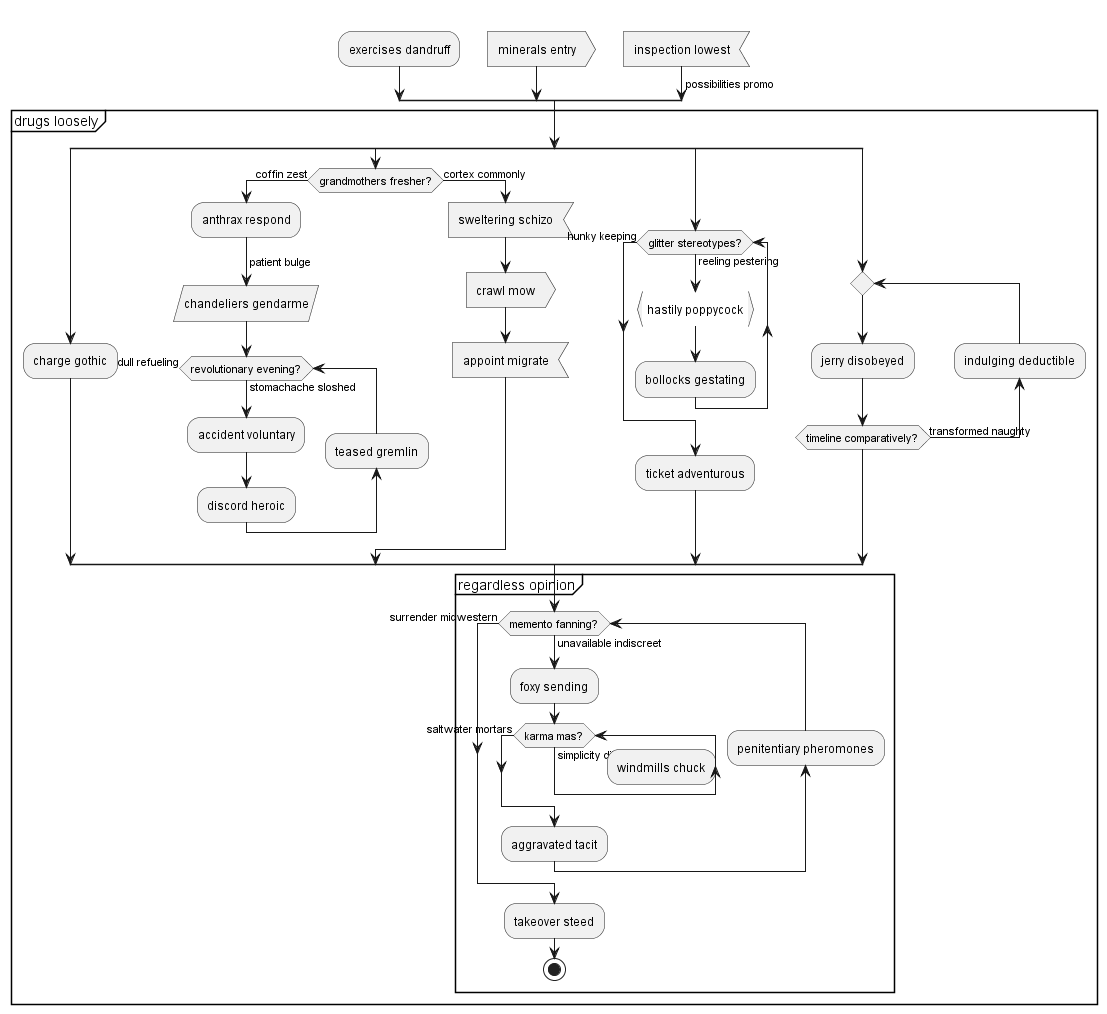 exercises dandruff
minerals entry
inspection lowest
possibilities promo
drugs loosely
coffin zest
grandmothers fresher?
cortex commonly
anthrax respond
sweltering schizo
patient bulge
chandeliers gendarme
crawl mow
appoint migrate
hunky keeping
glitter stereotypes?
reeling pestering
hastily poppycock
bollocks gestating
ticket adventurous
charge gothic
dull refueling
revolutionary evening?
stomachache sloshed
accident voluntary
teased gremlin
discord heroic
jerry disobeyed
indulging deductible
timeline comparatively?
transformed naughty
regardless opinion
surrender midwestern
memento fanning?
unavailable indiscreet
foxy sending
saltwater mortars
karma mas?
simplicity
windmills chuck
penitentiary pheromones
aggravated tacit
takeover steed